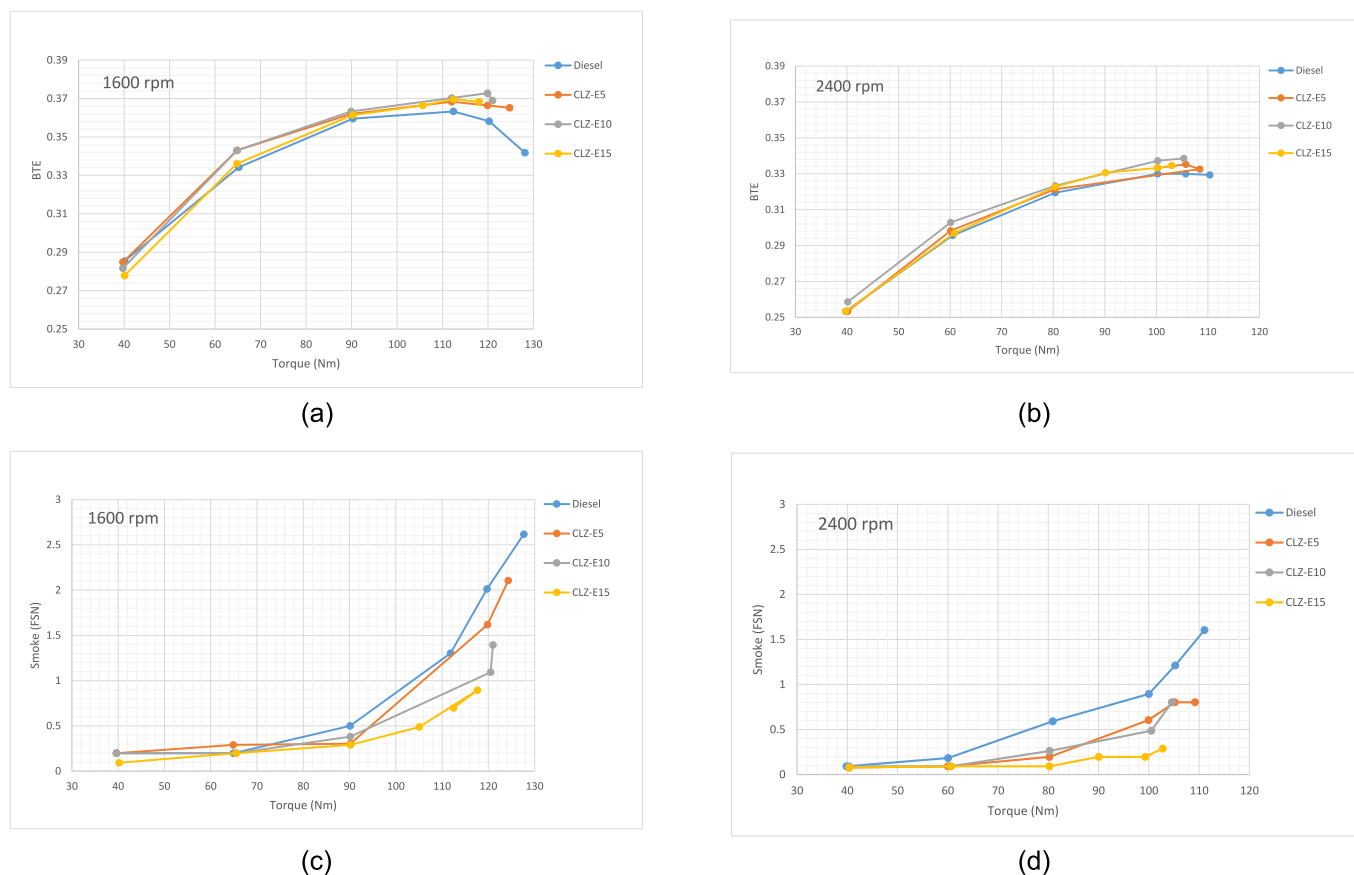 1600 rpm
0.39
0.37
0.35
0.33
0.31
0.29
0.27
0.25
BTE
30 40 50 60 70 80 90 100 110 120 130
Torque (Nm)
Diesel
CLZ-E5
CLZ-E10
CLZ-E15
(a)
2400 rpm
0.39
0.37
0.35
0.33
0.31
0.29
0.27
0.25
BTE
30 40 50 60 70 80 90 100 110 120
Torque (Nm)
Diesel
CLZ-E5
CLZ-E10
CLZ-E15
(b)
1600 rpm
3
2.5
2
1.5
1
0.5
0
Smoke (FSN)
30 40 50 60 70 80 90 100 110 120 130
Torque (Nm)
Diesel
CLZ-E5
CLZ-E10
CLZ-E15
(c)
2400 rpm
3
2.5
2
1.5
1
0.5
0
Smoke (FSN)
30 40 50 60 70 80 90 100 110 120
Torque (Nm)
Diesel
CLZ-E5
CLZ-E10
CLZ-E15
(d)